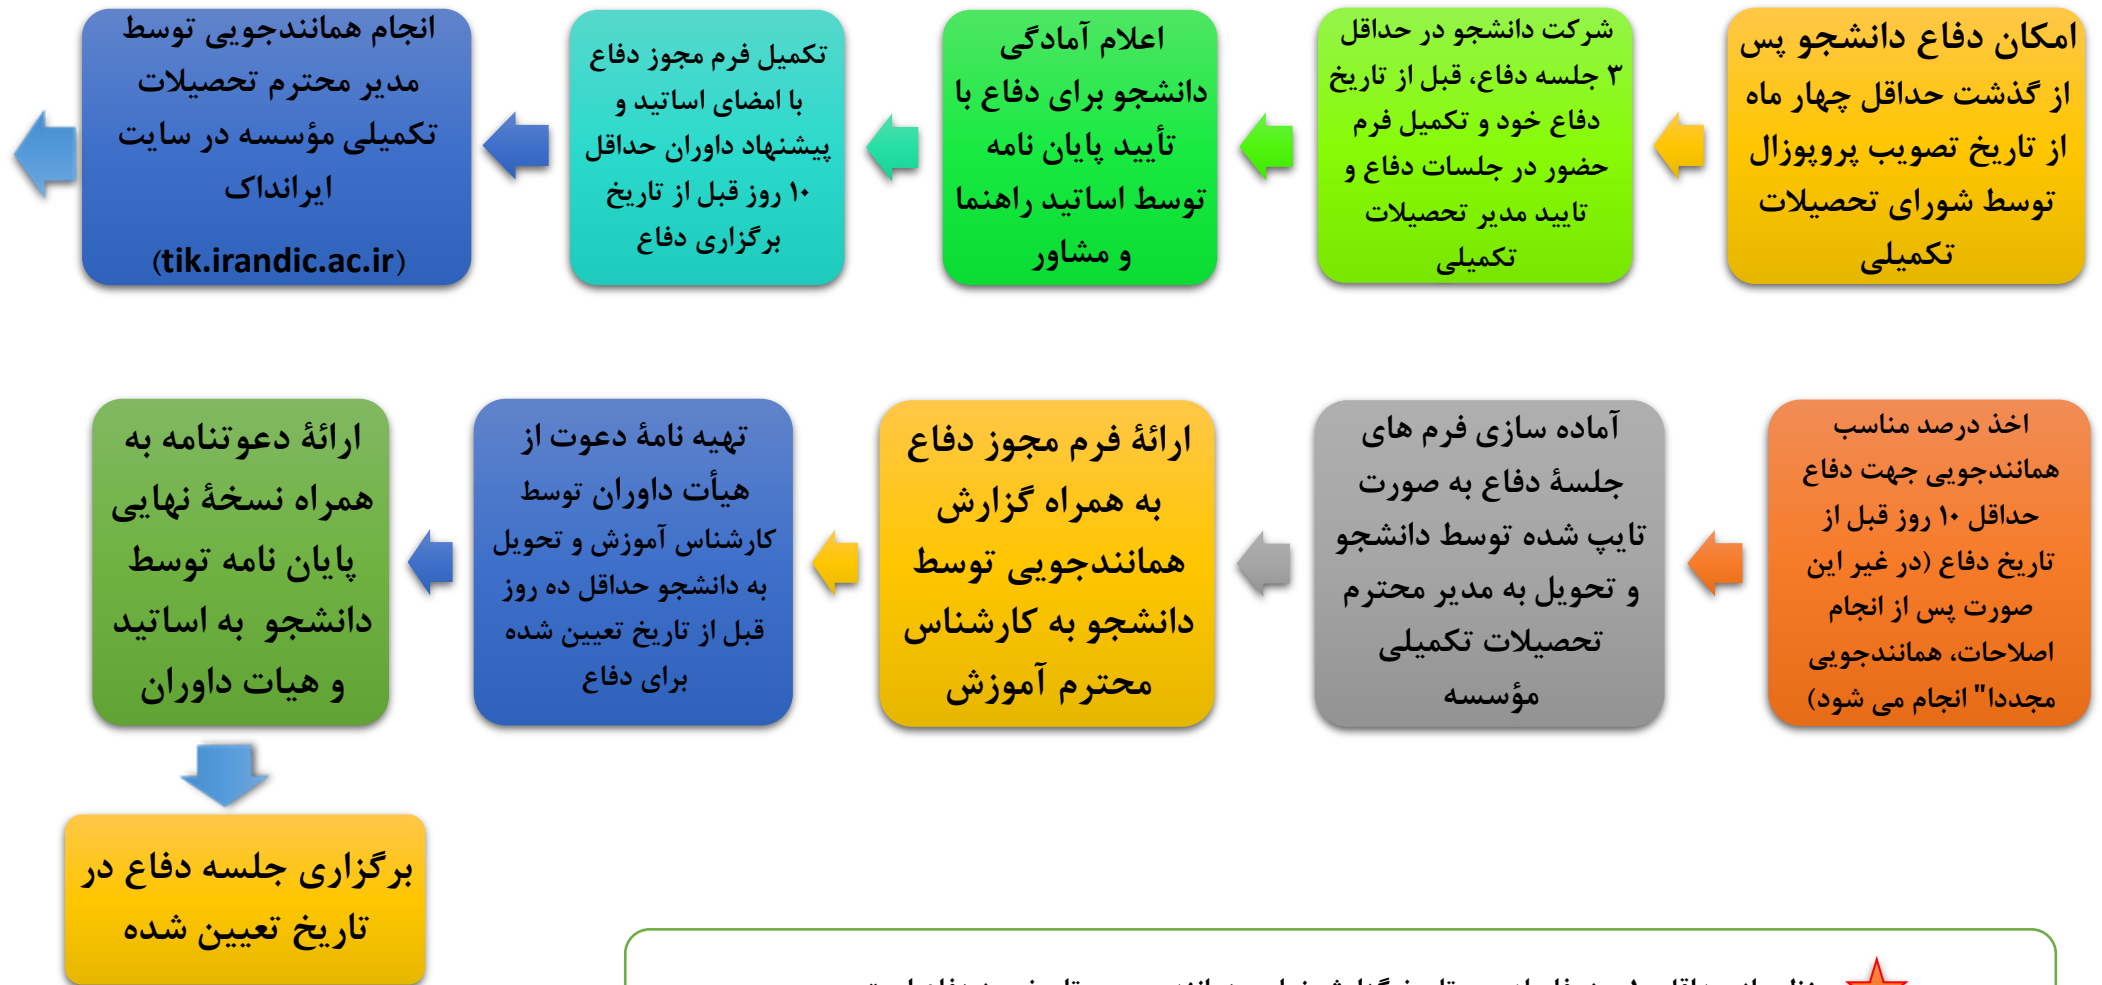 امکان دفاع دانشجو پس
از گذشت حداقل چهار ماه
از تاریخ تصویب پروپوزال
توسط شورای تحصیلات
تکمیلی
شرکت دانشجو در حداقل
۳ جلسه دفاع، قبل از تاریخ
دفاع خود و تکمیل فرم
حضور در جلسات دفاع و
تایید مدیر تحصیلات
تکمیلی
اعلام آمادگی
دانشجو برای دفاع با
تأیید پایان نامه
توسط اساتید راهنما
و مشاور
تکمیل فرم مجوز دفاع
با امضای اساتید و
پیشنهاد داوران حداقل
۱۰ روز قبل از تاریخ
برگزاری دفاع
انجام همانندجویی توسط
مدیر محترم تحصیلات
تکمیلی مؤسسه در سایت
ایرانداک
(tik.irandic.ac.ir)
اخذ درصد مناسب
همانندجویی جهت دفاع
حداقل ۱۰ روز قبل از
تاریخ دفاع (در غیر این
صورت پس از انجام
اصلاحات، همانندجویی
مجددا" انجام می شود)
آماده سازی فرم های
جلسهٔ دفاع به صورت
تایپ شده توسط دانشجو
و تحویل به مدیر محترم
تحصیلات تکمیلی
مؤسسه
ارائهٔ فرم مجوز دفاع
به همراه گزارش
همانندجویی توسط
دانشجو به کارشناس
محترم آموزش
تهیه نامهٔ دعوت از
هیأت داوران توسط
کارشناس آموزش و تحویل
به دانشجو حداقل ده روز
قبل از تاریخ تعیین شده
برای دفاع
ارائهٔ دعوتنامه به
همراه نسخهٔ نهایی
پایان نامه توسط
دانشجو به اساتید
و هیات داوران
برگزاری جلسه دفاع در
تاریخ تعیین شده